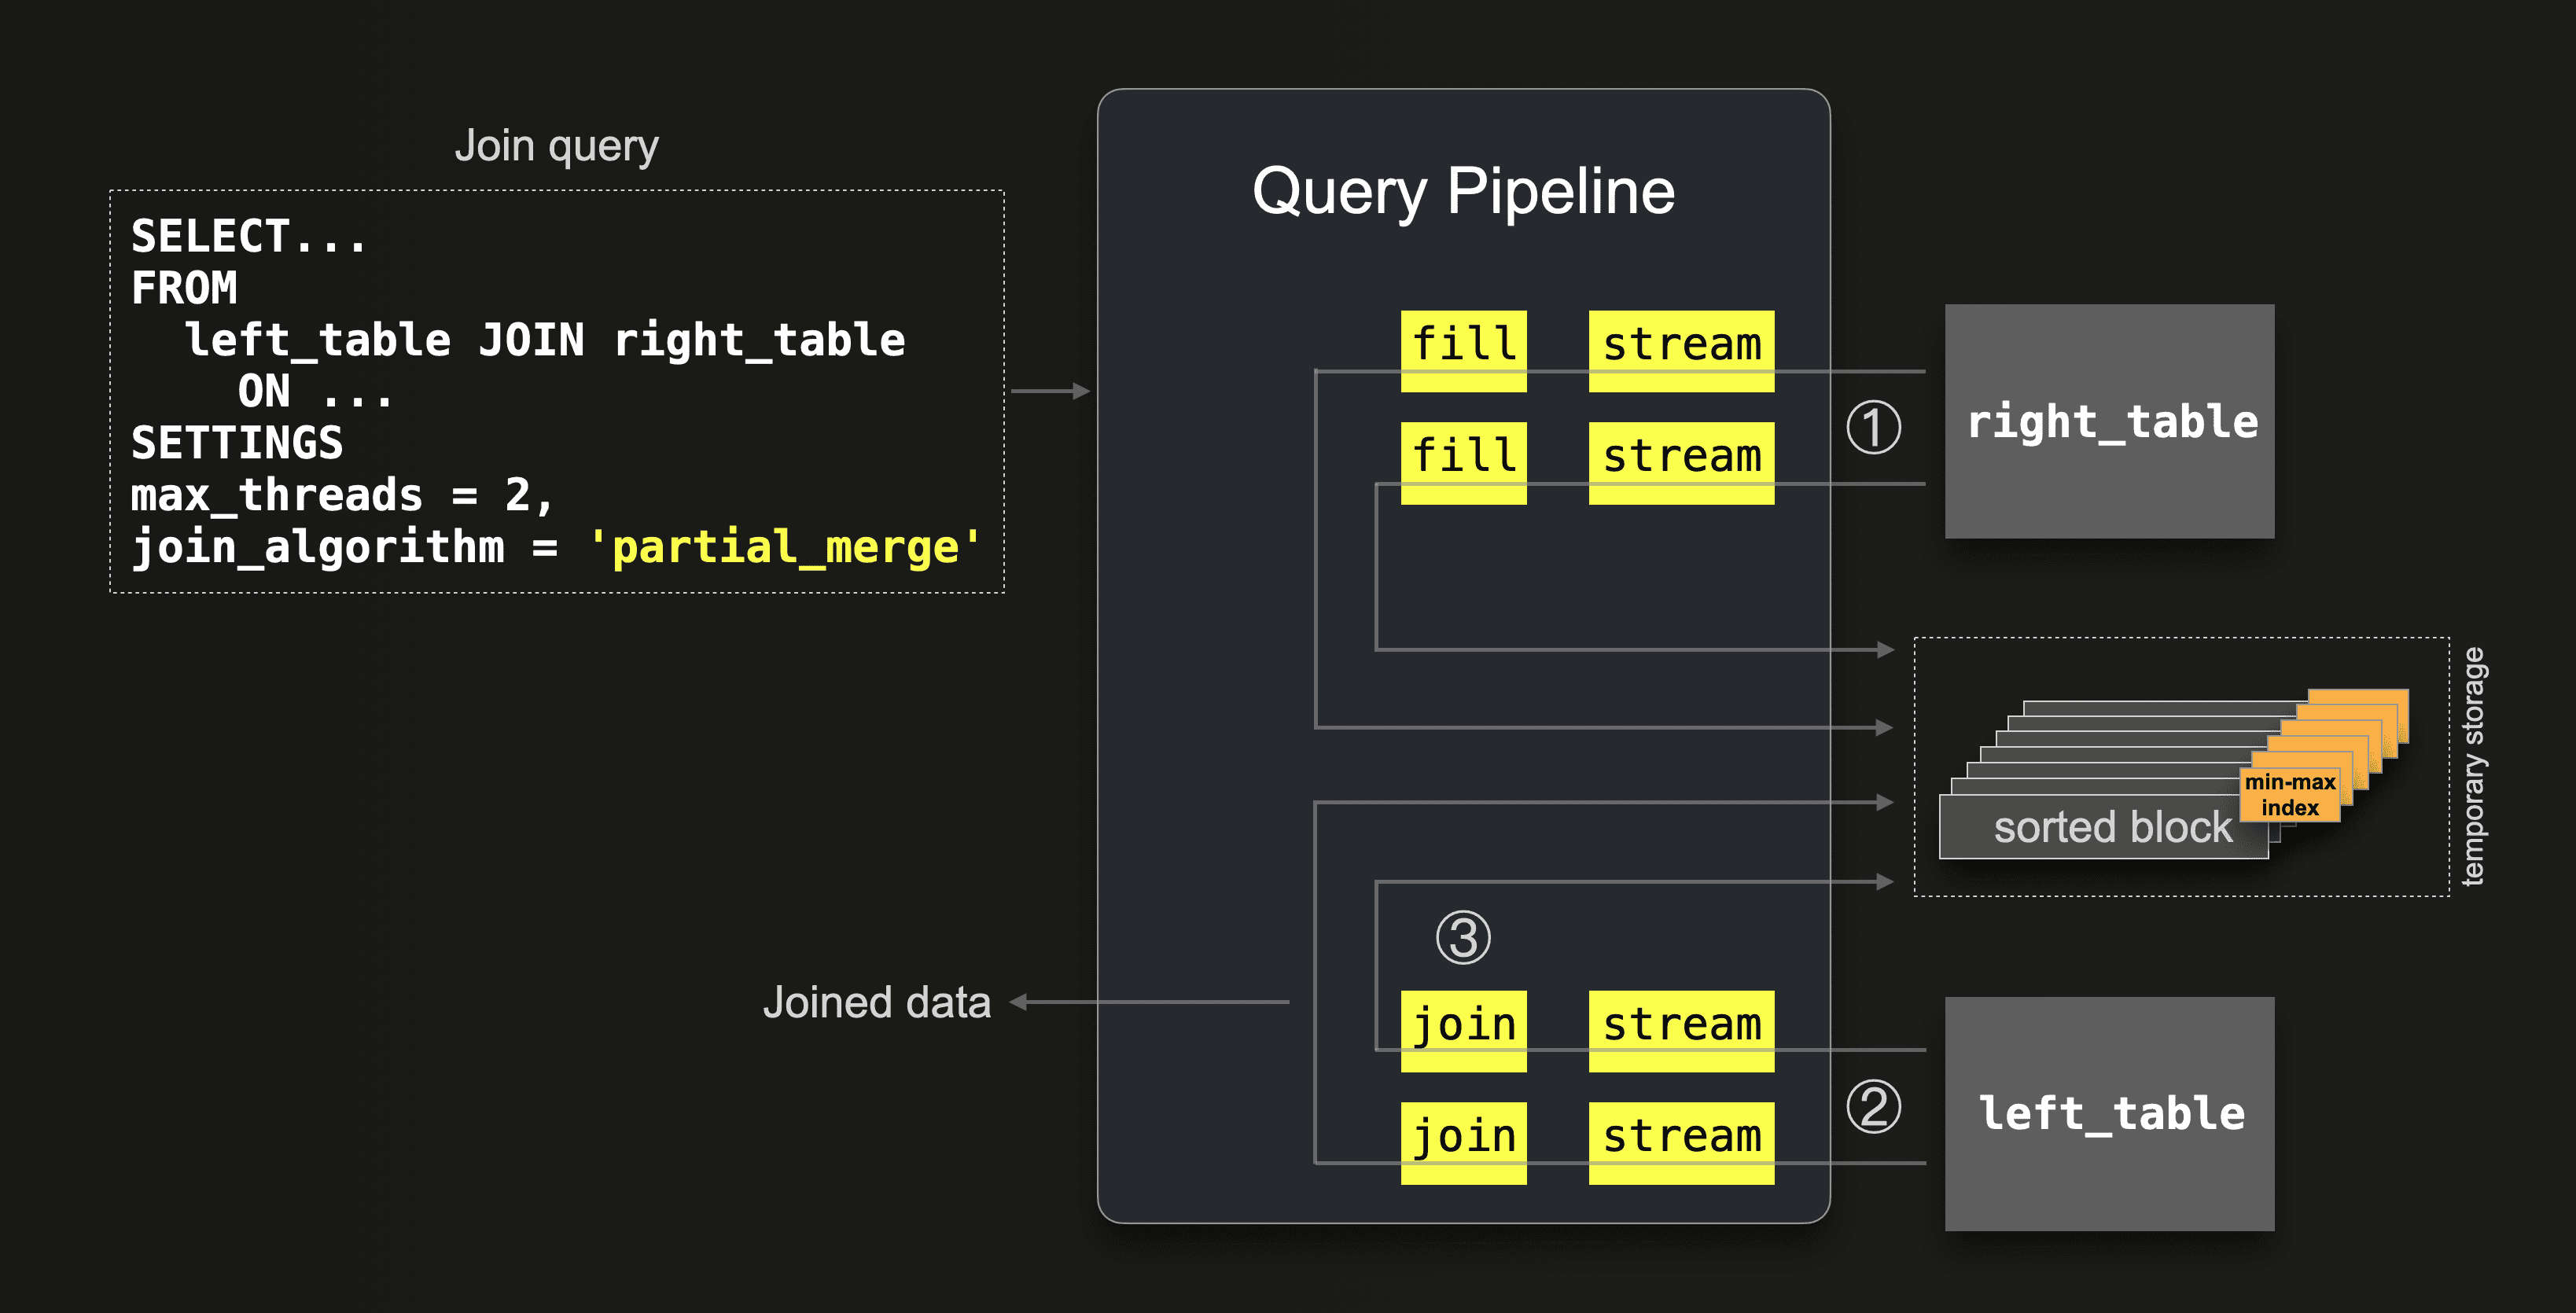 Join query
SELECT...
FROM
left_table JOIN right_table
ON ...
SETTINGS
max_threads = 2,
join_algorithm = 'partial_merge'
Query Pipeline
fill stream
fill stream
①
right_table
temporary storage
min-max
index
sorted block
③
Joined data
join stream
join stream
②
left_table